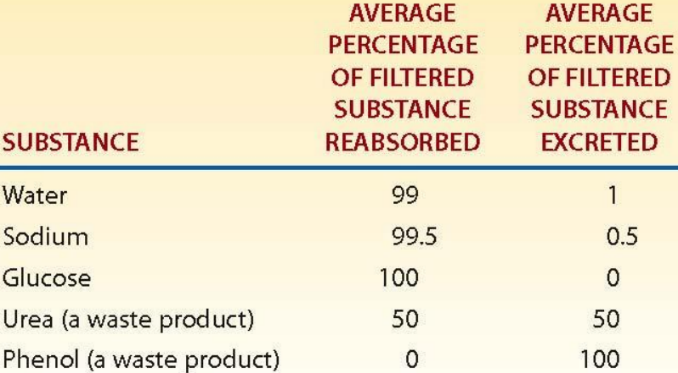 AVERAGE AVERAGE
PERCENTAGE PERCENTAGE
OF FILTERED OF FILTERED
SUBSTANCE SUBSTANCE
SUBSTANCE REABSORBED EXCRETED
Water 99 1
Sodium 99.5 0.5
Glucose 100 0
Urea (a waste product) 50 50
Phenol (a waste product) 0 100